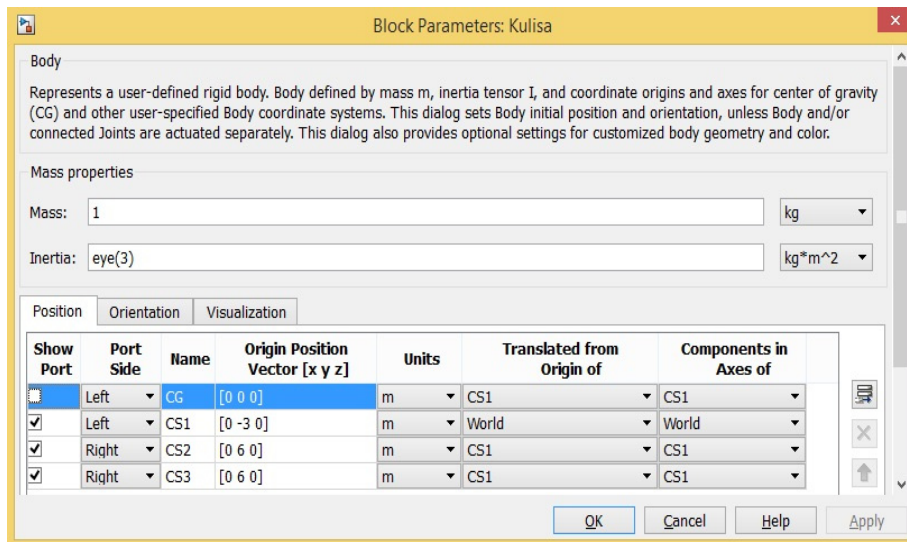 Block Parameters: Kulisa
Body
Represents a user-defined rigid body. Body defined by mass m, inertia tensor I, and coordinate origins and axes for center of gravity
(CG) and other user-specified Body coordinate systems. This dialog sets Body initial position and orientation, unless Body and/or
connected Joints are actuated separately. This dialog also provides optional settings for customized body geometry and color.
Mass properties
Mass: 1 kg
Inertia: eye(3) kg*m^2
Position Orientation Visualization
Show Port Port Side Name Origin Position Vector [x y z] Units Translated from Origin of Components in Axes of
Left CG [0 0 0] m CS1 CS1
Left CS1 [0 -3 0] m World World
Right CS2 [0 6 0] m CS1 CS1
Right CS3 [0 6 0] m CS1 CS1
OK Cancel Help Apply